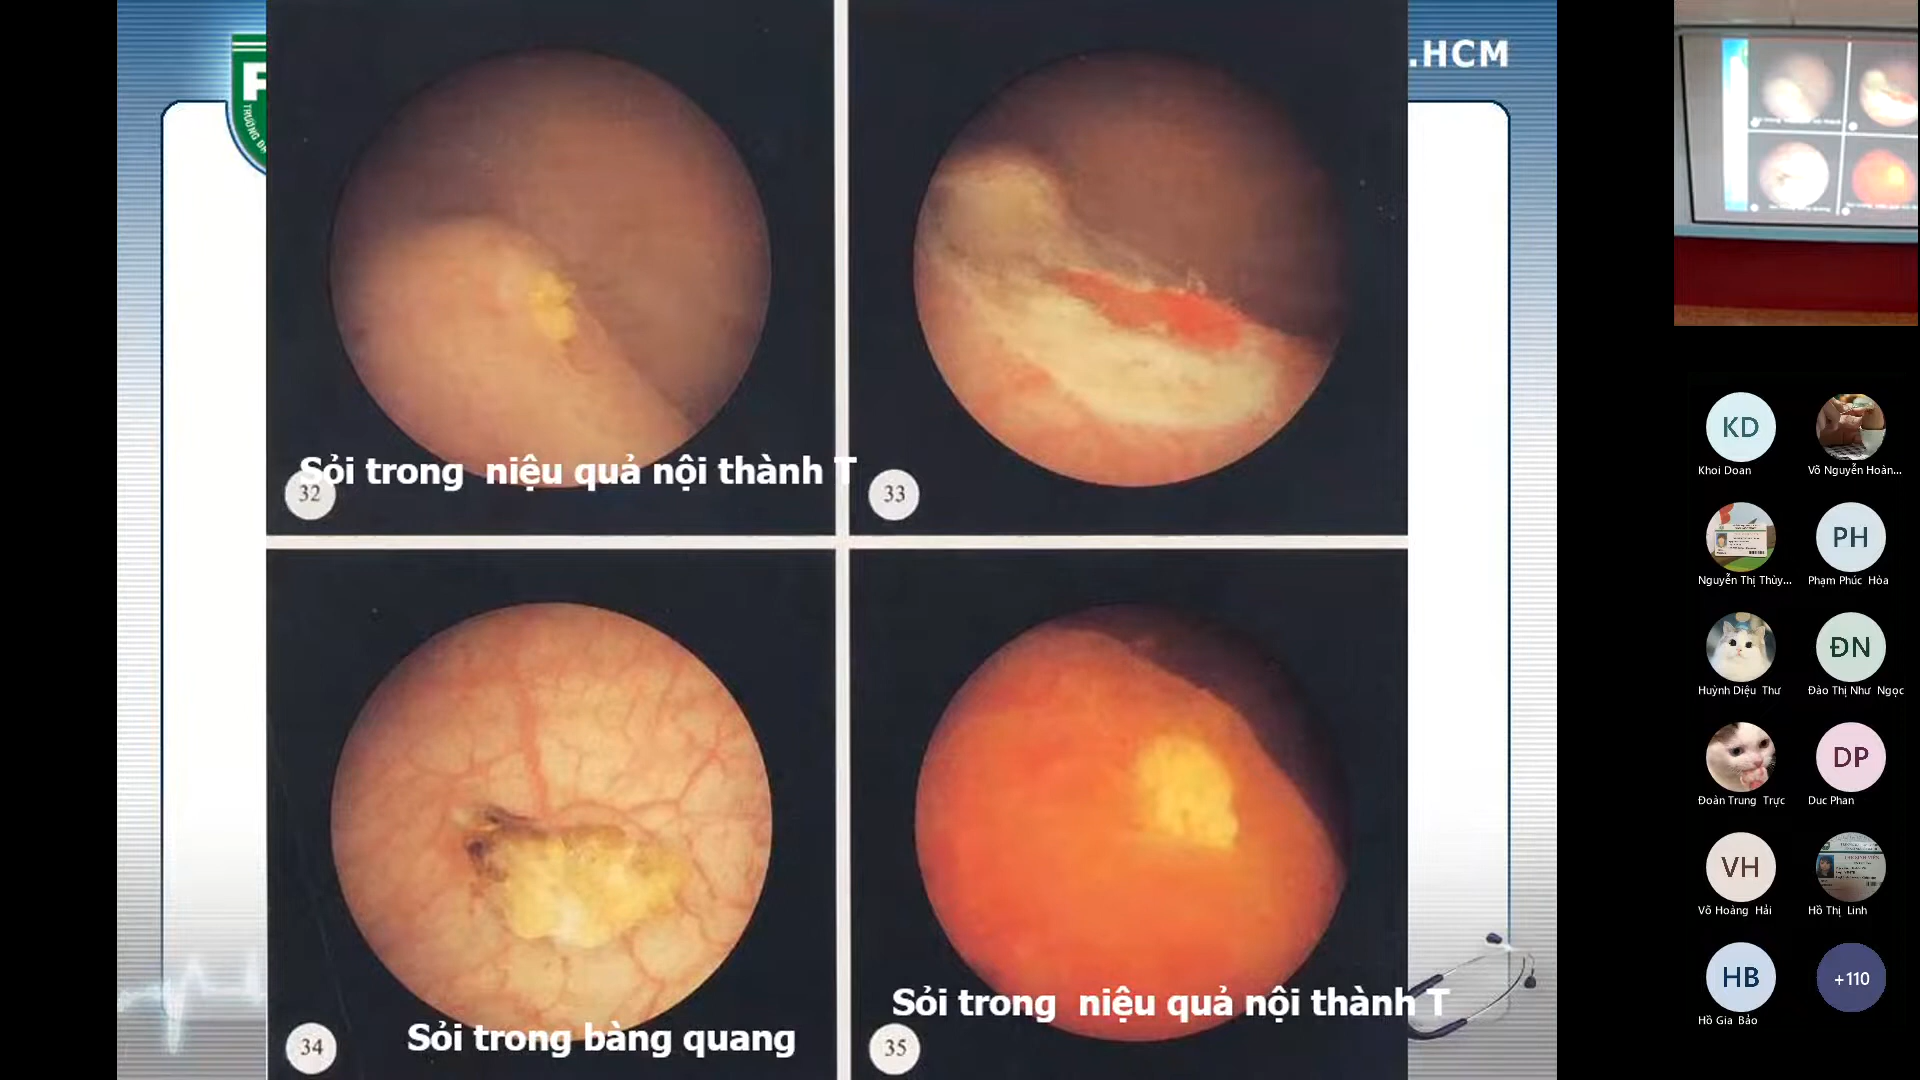 .HCM
TRƯỜNG
Sỏi trong niệu quả nội thành T
32
33
Sỏi trong bàng quang
34
Sỏi trong niệu quả nội thành T
35
KD
Khoi Doan
Võ Nguyễn Hoàn...
Nguyễn Thị Thùy...
PH
Phạm Phúc Hòa
Huỳnh Diệu Thư
ĐN
Đào Thị Như Ngọc
Đoàn Trung Trực
DP
Duc Phan
VH
Võ Hoàng Hải
Hồ Thị Linh
HB
Hồ Gia Bảo
+110